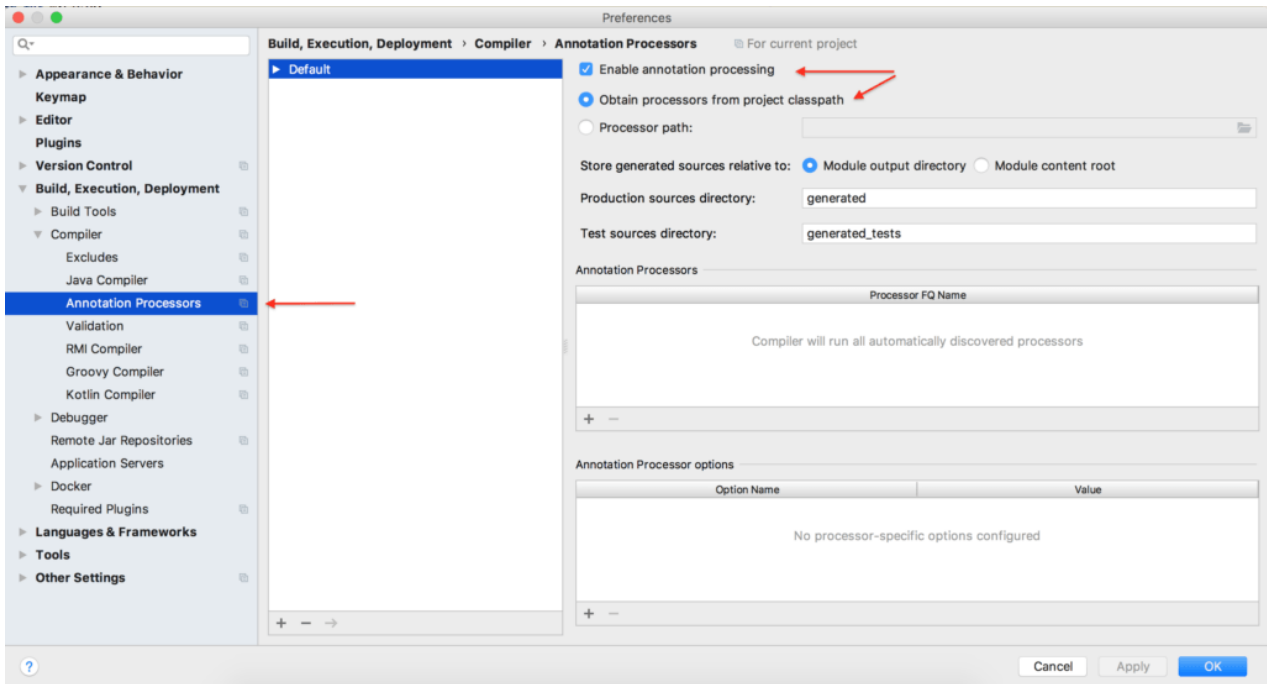 Preferences
Build, Execution, Deployment › Compiler › Annotation Processors For current project
Appearance & Behavior
Keymap
Editor
Plugins
Version Control
Build, Execution, Deployment
Build Tools
Compiler
Excludes
Java Compiler
Annotation Processors
Validation
RMI Compiler
Groovy Compiler
Kotlin Compiler
Debugger
Remote Jar Repositories
Application Servers
Docker
Required Plugins
Languages & Frameworks
Tools
Other Settings
Default
Enable annotation processing
Obtain processors from project classpath
Processor path:
Store generated sources relative to: Module output directory Module content root
Production sources directory: generated
Test sources directory: generated_tests
Annotation Processors
Processor FQ Name
Compiler will run all automatically discovered processors
Annotation Processor options
Option Name Value
No processor-specific options configured
? Cancel Apply OK